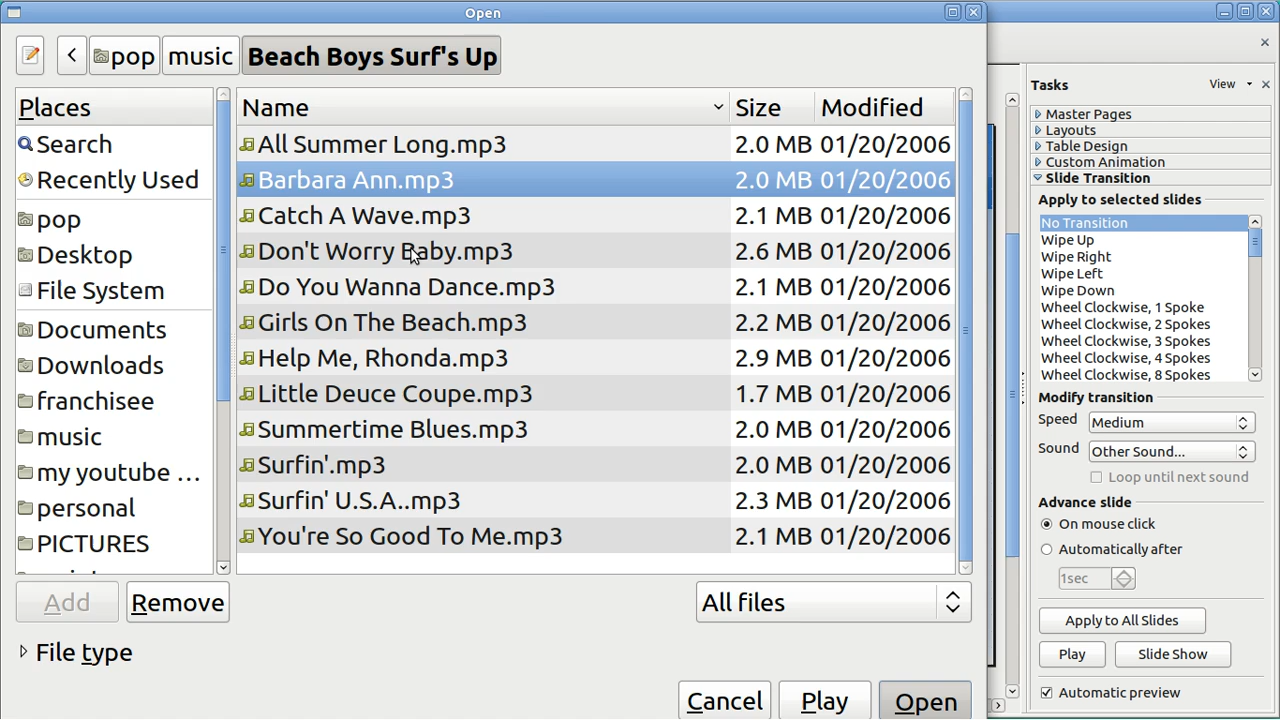 Open
pop
music
Beach Boys Surf's Up
Places
Search
Recently Used
pop
Desktop
File System
Documents
Downloads
franchisee
music
my youtube ...
personal
PICTURES
Name Size Modified
All Summer Long.mp3 2.0 MB 01/20/2006
Barbara Ann.mp3 2.0 MB 01/20/2006
Catch A Wave.mp3 2.1 MB 01/20/2006
Don't Worry Baby.mp3 2.6 MB 01/20/2006
Do You Wanna Dance.mp3 2.1 MB 01/20/2006
Girls On The Beach.mp3 2.2 MB 01/20/2006
Help Me, Rhonda.mp3 2.9 MB 01/20/2006
Little Deuce Coupe.mp3 1.7 MB 01/20/2006
Summertime Blues.mp3 2.0 MB 01/20/2006
Surfin'.mp3 2.0 MB 01/20/2006
Surfin' U.S.A..mp3 2.3 MB 01/20/2006
You're So Good To Me.mp3 2.1 MB 01/20/2006
Add
Remove
All files
File type
Cancel
Play
Open
Tasks
View
Master Pages
Layouts
Table Design
Custom Animation
Slide Transition
Apply to selected slides
No Transition
Wipe Up
Wipe Right
Wipe Left
Wipe Down
Wheel Clockwise, 1 Spoke
Wheel Clockwise, 2 Spokes
Wheel Clockwise, 3 Spokes
Wheel Clockwise, 4 Spokes
Wheel Clockwise, 8 Spokes
Modify transition
Speed Medium
Sound Other Sound...
Loop until next sound
Advance slide
On mouse click
Automatically after
1sec
Apply to All Slides
Play
Slide Show
Automatic preview